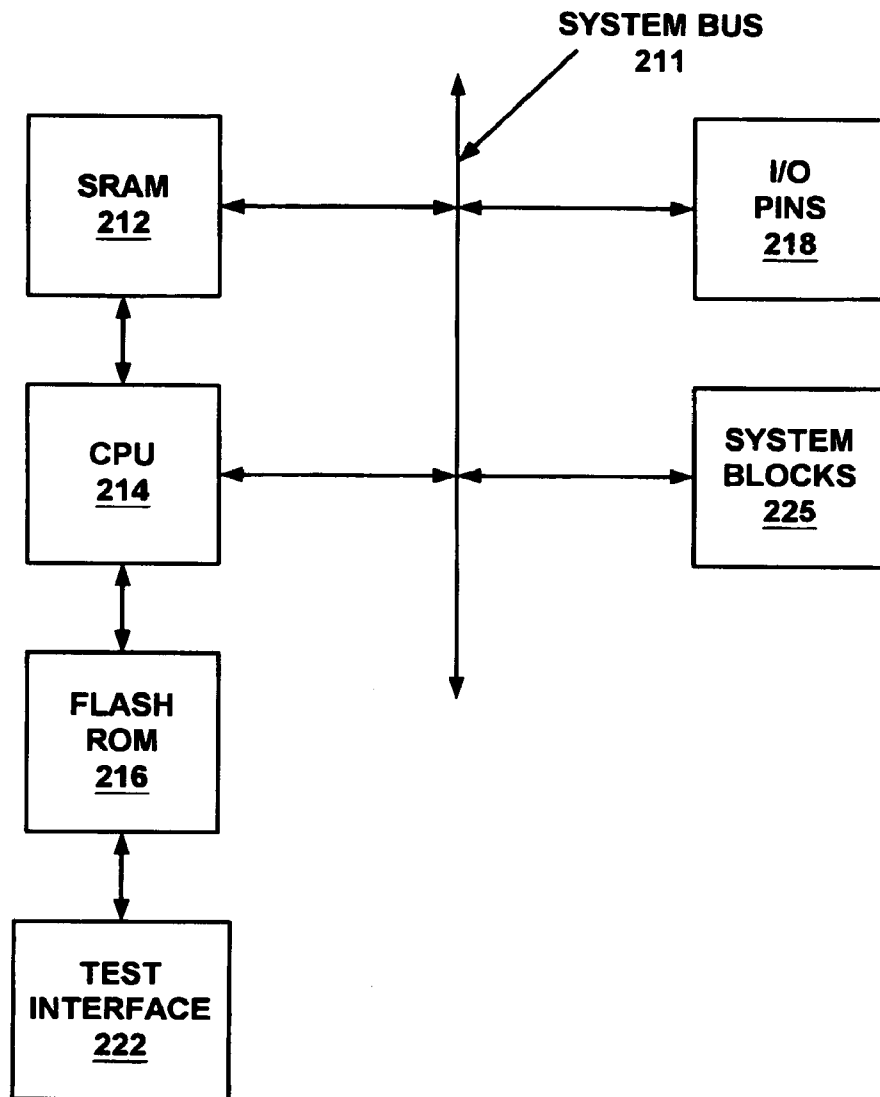 SYSTEM BUS
211
SRAM
212
I/O
PINS
218
CPU
214
SYSTEM
BLOCKS
225
FLASH
ROM
216
TEST
INTERFACE
222